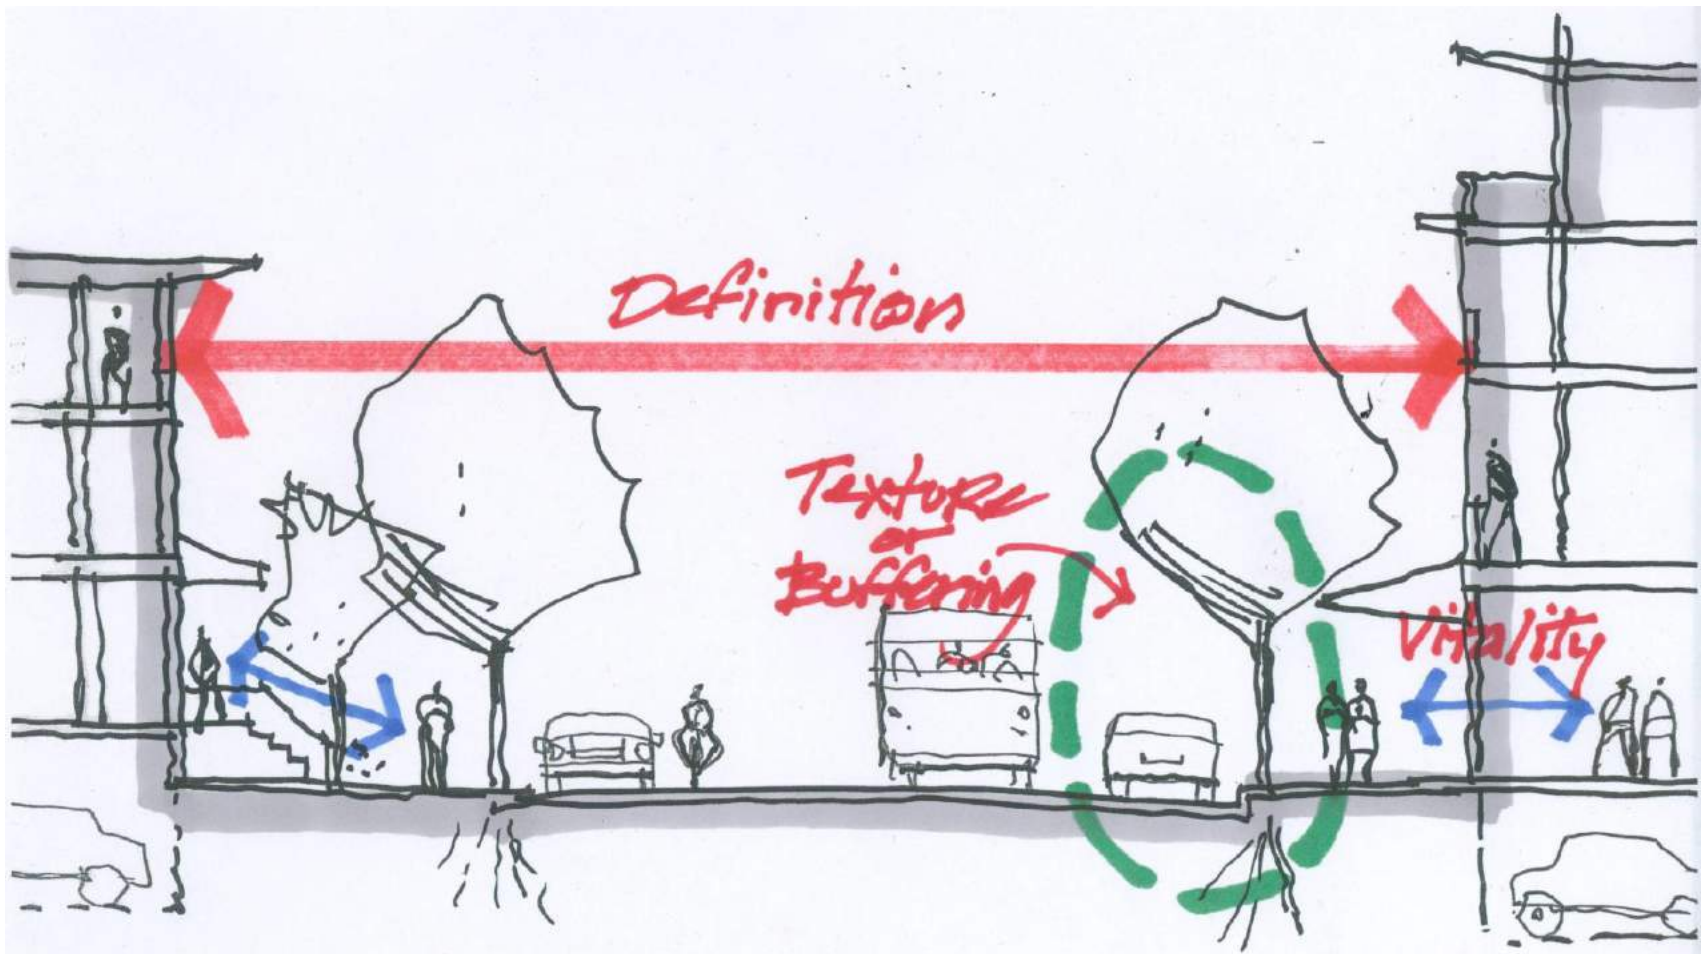 Definition
Texture
or
Buffering
Vitality